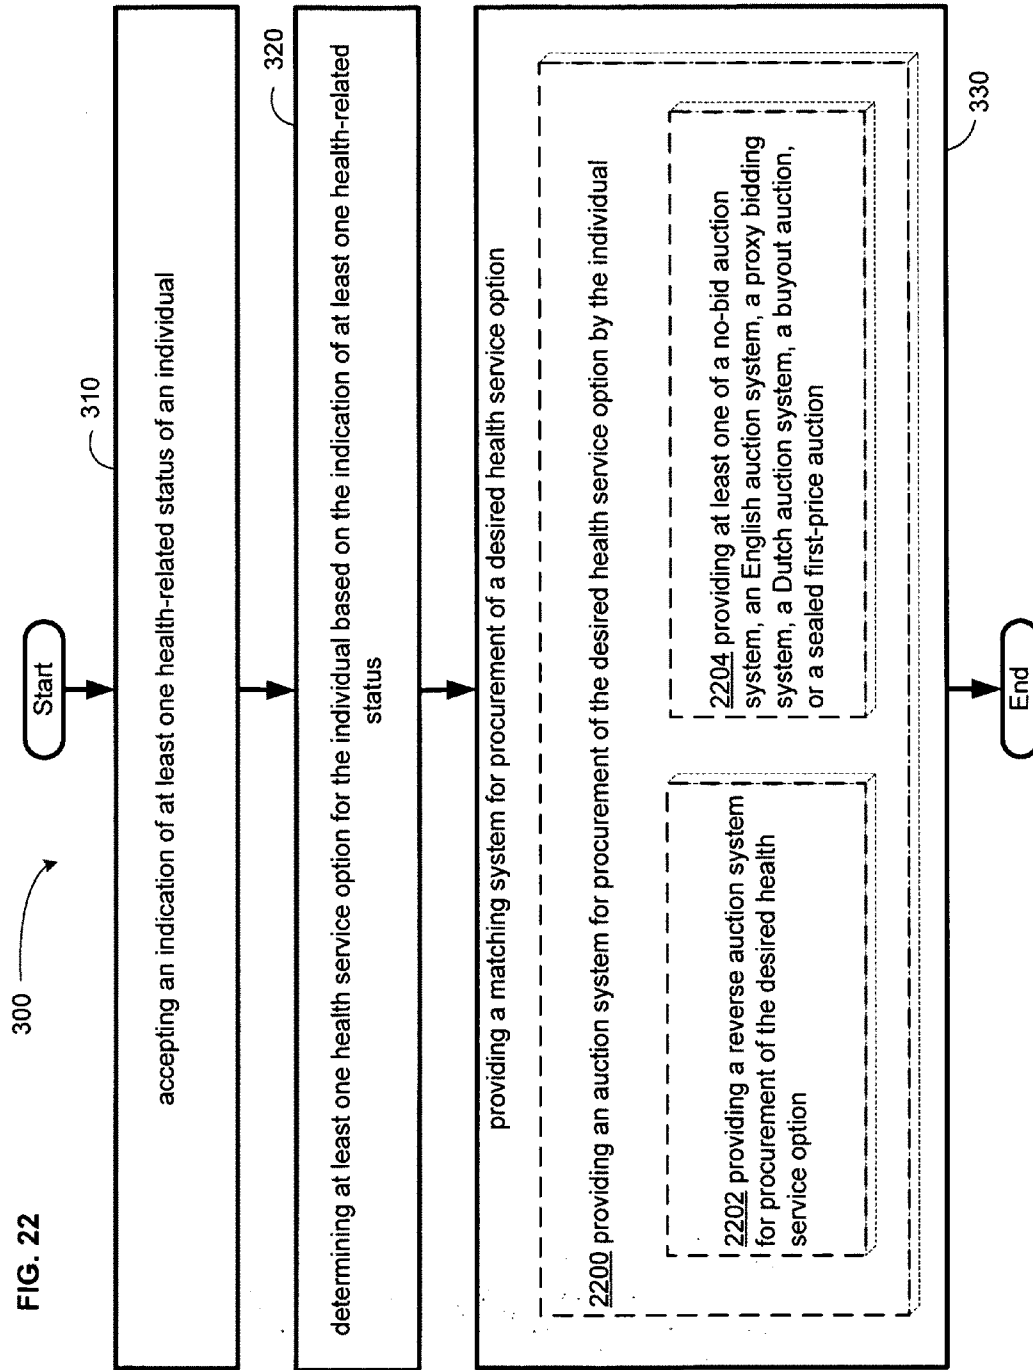 FIG. 22
300
Start
310
accepting an indication of at least one health-related status of an individual
320
determining at least one health service option for the individual based on the indication of at least one health-related
status
providing a matching system for procurement of a desired health service option
2200 providing an auction system for procurement of the desired health service option by the individual
2202 providing a reverse auction system
for procurement of the desired health
service option
2204 providing at least one of a no-bid auction
system, an English auction system, a proxy bidding
system, a Dutch auction system, a buyout auction,
or a sealed first-price auction
330
End